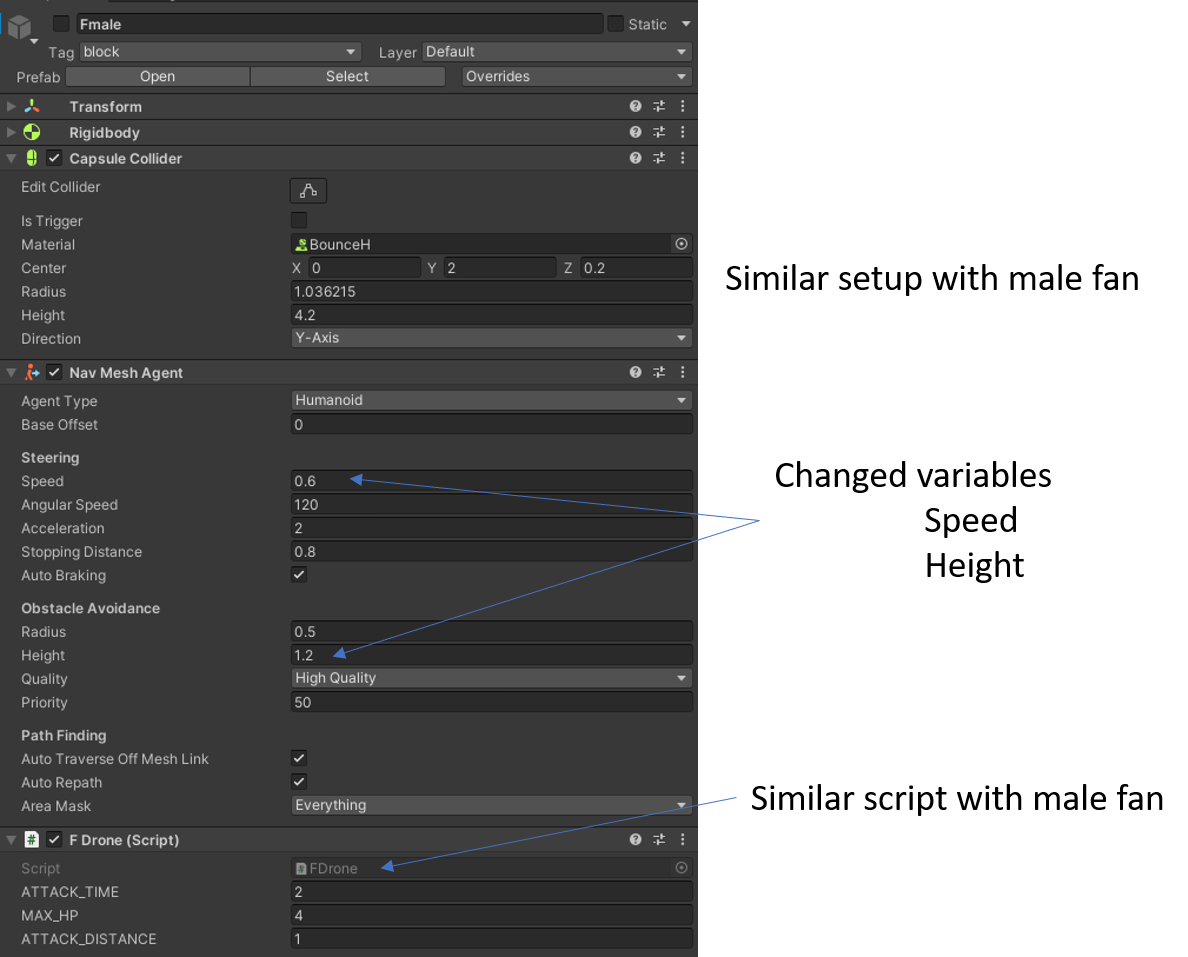 Fmale Static
Tag block Layer Default
Prefab Open Select Overrides
Transform
Rigidbody
Capsule Collider
Edit Collider
Is Trigger
Material BounceH
Center X 0 Y 2 Z 0.2
Radius 1.036215
Height 4.2
Direction Y-Axis
Similar setup with male fan
Nav Mesh Agent
Agent Type Humanoid
Base Offset 0
Steering
Speed 0.6
Angular Speed 120
Acceleration 2
Stopping Distance 0.8
Auto Braking
Changed variables
Speed
Height
Obstacle Avoidance
Radius 0.5
Height 1.2
Quality High Quality
Priority 50
Path Finding
Auto Traverse Off Mesh Link
Auto Repath
Area Mask Everything
Similar script with male fan
# F Drone (Script)
Script FDrone
ATTACK_TIME 2
MAX_HP 4
ATTACK_DISTANCE 1